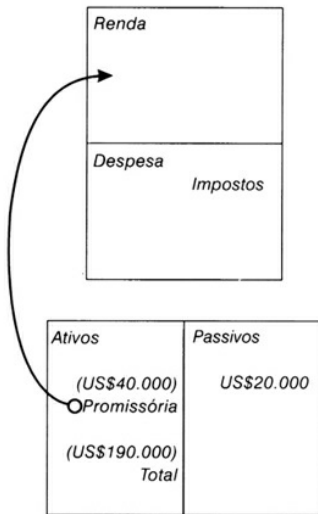 Renda
Despesa
Impostos
Ativos
(US$40.000)
Promissória
(US$190.000)
Total
Passivos
US$20.000